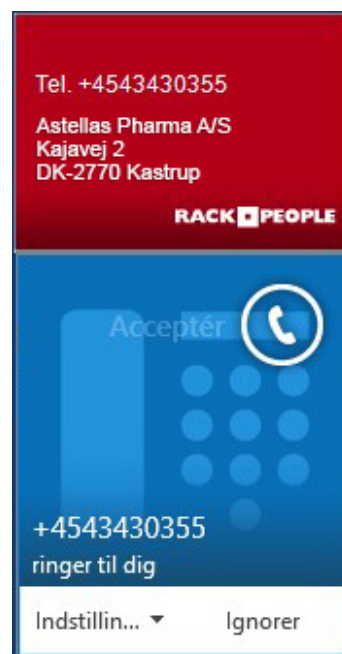 Tel. +4543430355
Astellas Pharma A/S
Kajavej 2
DK-2770 Kastrup
RACK PEOPLE
Acceptér
+4543430355
ringer til dig
Indstillin... Ignorer